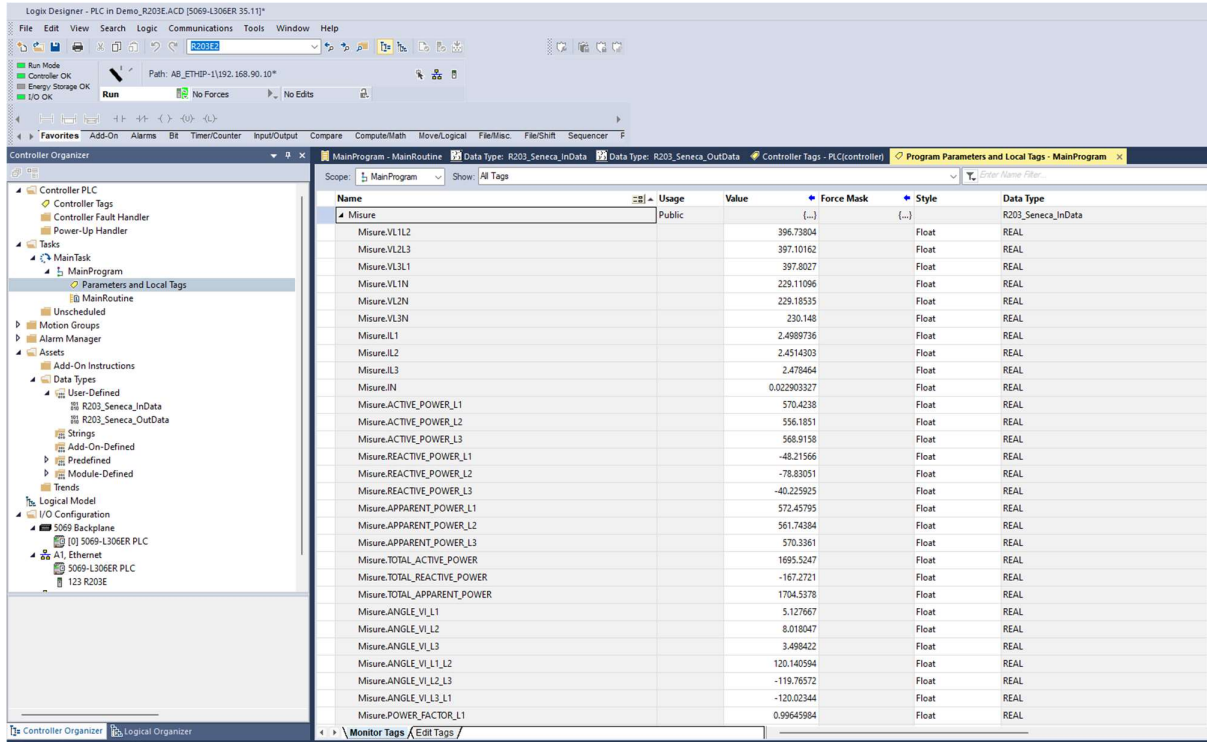 Logix Designer - PLC in Demo_R203E.ACD [5069-L306ER 35.11]*
File Edit View Search Logic Communications Tools Window Help
R203E2
Run Mode
Controller OK
Energy Storage OK
I/O OK
Path: AB_ETHIP-1\192.168.90.10*
Run No Forces No Edits
Favorites Add-On Alarms Bit Timer/Counter Input/Output Compare Compute/Math Move/Logical File/Misc. File/Shift Sequencer
Controller Organizer
Controller PLC
Controller Tags
Controller Fault Handler
Power-Up Handler
Tasks
MainTask
MainProgram
Parameters and Local Tags
MainRoutine
Unscheduled
Motion Groups
Alarm Manager
Assets
Add-On Instructions
Data Types
User-Defined
R203_Seneca_InData
R203_Seneca_OutData
Strings
Add-On-Defined
Predefined
Module-Defined
Trends
Logical Model
I/O Configuration
5069 Backplane
[0] 5069-L306ER PLC
A1, Ethernet
5069-L306ER PLC
123 R203E
Controller Organizer Logical Organizer
MainProgram - MainRoutine Data Type: R203_Seneca_InData Data Type: R203_Seneca_OutData Controller Tags - PLC(controller) Program Parameters and Local Tags - MainProgram
Scope: MainProgram Show: All Tags Enter Name Filter...
Name Usage Value Force Mask Style Data Type
Misure Public {...} {...} R203_Seneca_InData
Misure.VL1L2 396.73804 Float REAL
Misure.VL2L3 397.10162 Float REAL
Misure.VL3L1 397.8027 Float REAL
Misure.VL1N 229.11096 Float REAL
Misure.VL2N 229.18535 Float REAL
Misure.VL3N 230.148 Float REAL
Misure.IL1 2.4989736 Float REAL
Misure.IL2 2.4514303 Float REAL
Misure.IL3 2.478464 Float REAL
Misure.IN 0.022903327 Float REAL
Misure.ACTIVE_POWER_L1 570.4238 Float REAL
Misure.ACTIVE_POWER_L2 556.1851 Float REAL
Misure.ACTIVE_POWER_L3 568.9158 Float REAL
Misure.REACTIVE_POWER_L1 -48.21566 Float REAL
Misure.REACTIVE_POWER_L2 -78.83051 Float REAL
Misure.REACTIVE_POWER_L3 -40.225925 Float REAL
Misure.APPARENT_POWER_L1 572.45795 Float REAL
Misure.APPARENT_POWER_L2 561.74384 Float REAL
Misure.APPARENT_POWER_L3 570.3361 Float REAL
Misure.TOTAL_ACTIVE_POWER 1695.5247 Float REAL
Misure.TOTAL_REACTIVE_POWER -167.2721 Float REAL
Misure.TOTAL_APPARENT_POWER 1704.5378 Float REAL
Misure.ANGLE_VI_L1 5.127667 Float REAL
Misure.ANGLE_VI_L2 8.018047 Float REAL
Misure.ANGLE_VI_L3 3.498422 Float REAL
Misure.ANGLE_VI_L1_L2 120.140594 Float REAL
Misure.ANGLE_VI_L2_L3 -119.76572 Float REAL
Misure.ANGLE_VI_L3_L1 -120.02344 Float REAL
Misure.POWER_FACTOR_L1 0.99645984 Float REAL
Monitor Tags Edit Tags